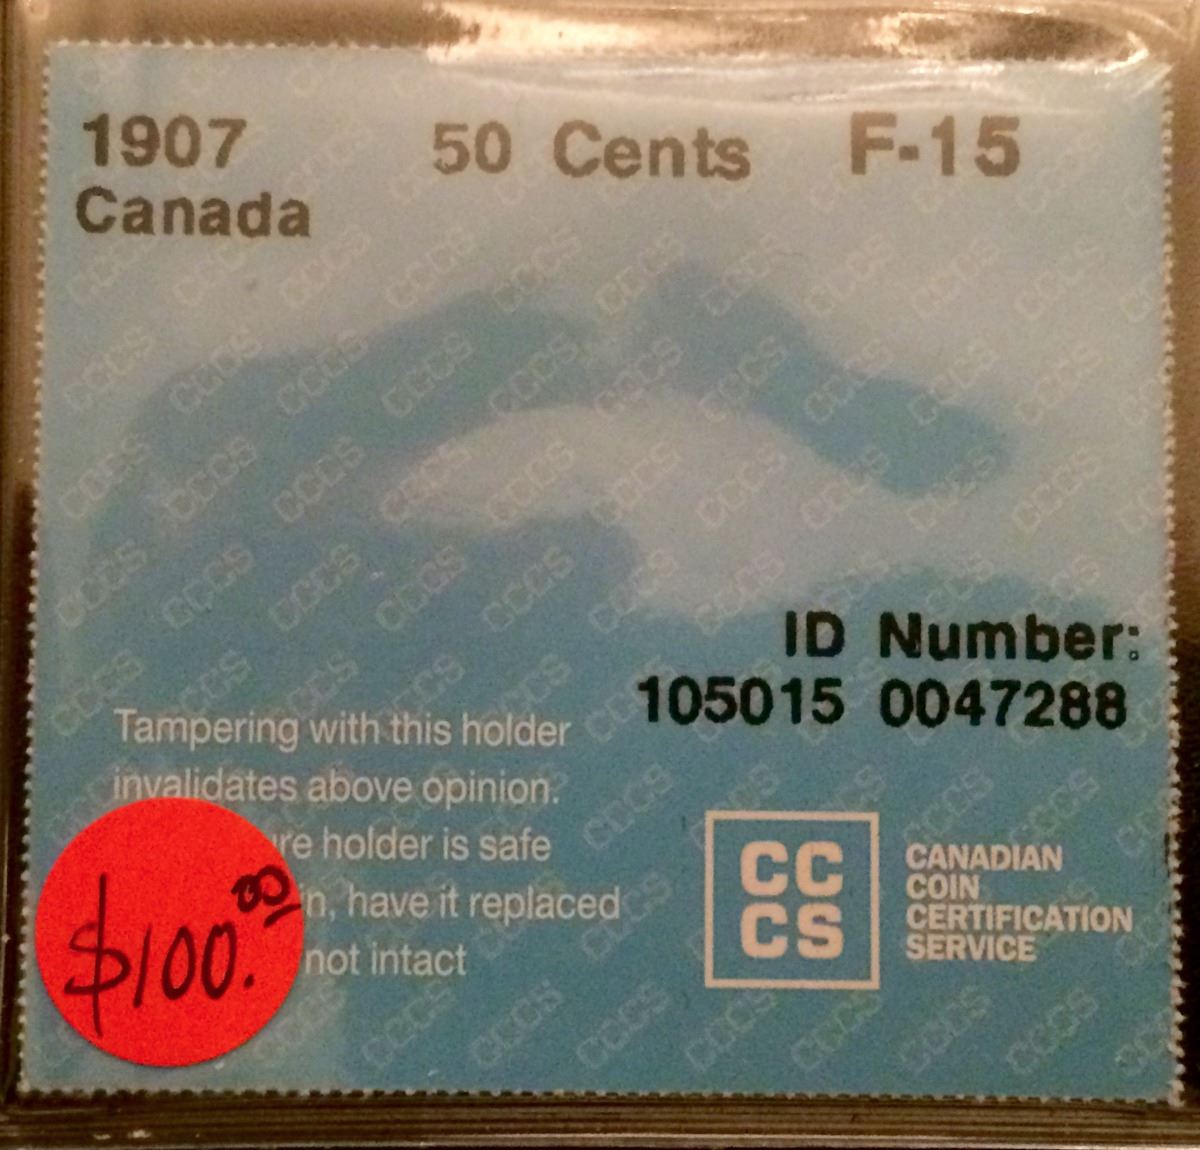 1907 50 Cents F-15
Canada
ID Number:
105015 0047288
Tampering with this holder
invalidates above opinion.
re holder is safe
n, have it replaced
not intact
$100.00
CC
CS
CANADIAN
COIN
CERTIFICATION
SERVICE